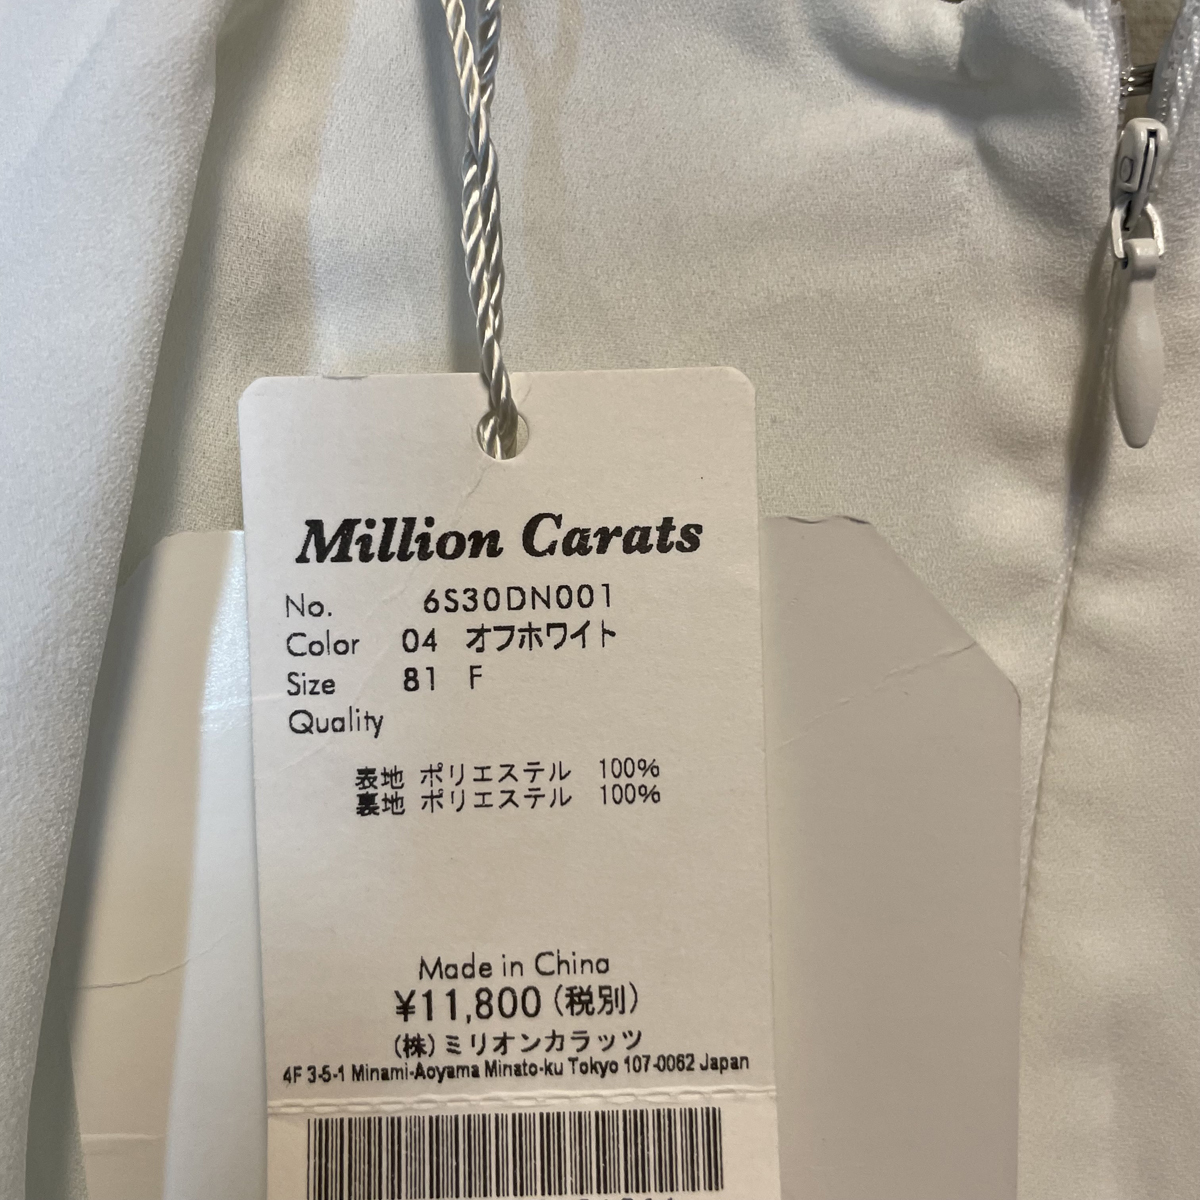 Million Carats
No. 6S30DN001
Color 04 オフホワイト
Size 81 F
Quality
表地 ポリエステル 100%
裏地 ポリエステル 100%
Made in China
¥11,800(税別)
(株)ミリオンカラッツ
4F 3-5-1 Minami-Aoyama Minato-ku Tokyo 107-0062 Japan